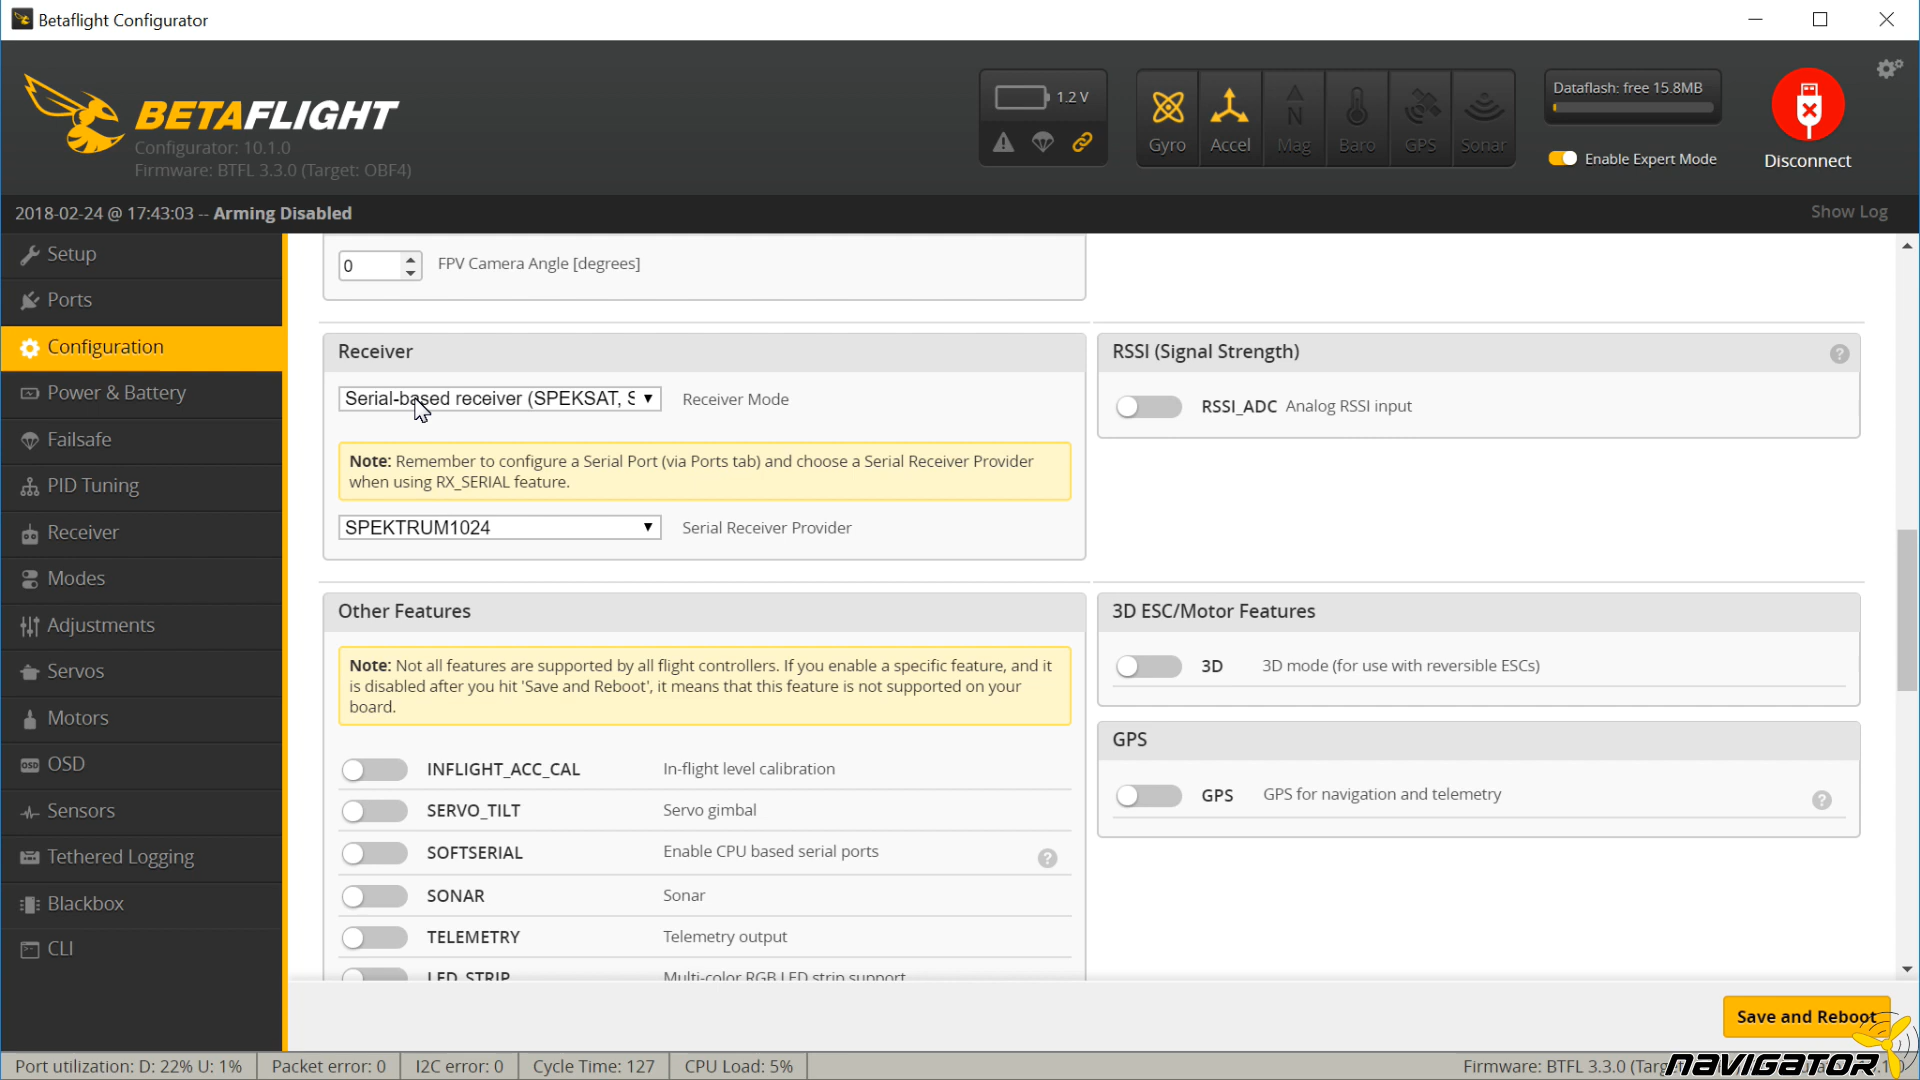 Betaflight Configurator
BETAFLIGHT
Configurator: 10.1.0
Firmware: BTFL 3.3.0 (Target: OBF4)
1.2 V
Gyro
Accel
Mag
Baro
GPS
Sonar
Dataflash: free 15.8MB
Enable Expert Mode
Disconnect
2018-02-24 @ 17:43:03 -- Arming Disabled
Show Log
Setup
Ports
Configuration
Power & Battery
Failsafe
PID Tuning
Receiver
Modes
Adjustments
Servos
Motors
OSD
Sensors
Tethered Logging
Blackbox
CLI
0 FPV Camera Angle [degrees]
Receiver
Serial-based receiver (SPEKSAT, S Receiver Mode
Note: Remember to configure a Serial Port (via Ports tab) and choose a Serial Receiver Provider
when using RX_SERIAL feature.
SPEKTRUM1024 Serial Receiver Provider
RSSI (Signal Strength)
RSSI_ADC Analog RSSI input
Other Features
Note: Not all features are supported by all flight controllers. If you enable a specific feature, and it
is disabled after you hit 'Save and Reboot', it means that this feature is not supported on your
board.
INFLIGHT_ACC_CAL In-flight level calibration
SERVO_TILT Servo gimbal
SOFTSERIAL Enable CPU based serial ports
SONAR Sonar
TELEMETRY Telemetry output
LED_STRIP Multi-color RGB LED strip support
3D ESC/Motor Features
3D 3D mode (for use with reversible ESCs)
GPS
GPS GPS for navigation and telemetry
Save and Reboot
Port utilization: D: 22% U: 1%
Packet error: 0
I2C error: 0
Cycle Time: 127
CPU Load: 5%
Firmware: BTFL 3.3.0
NAVIGATOR